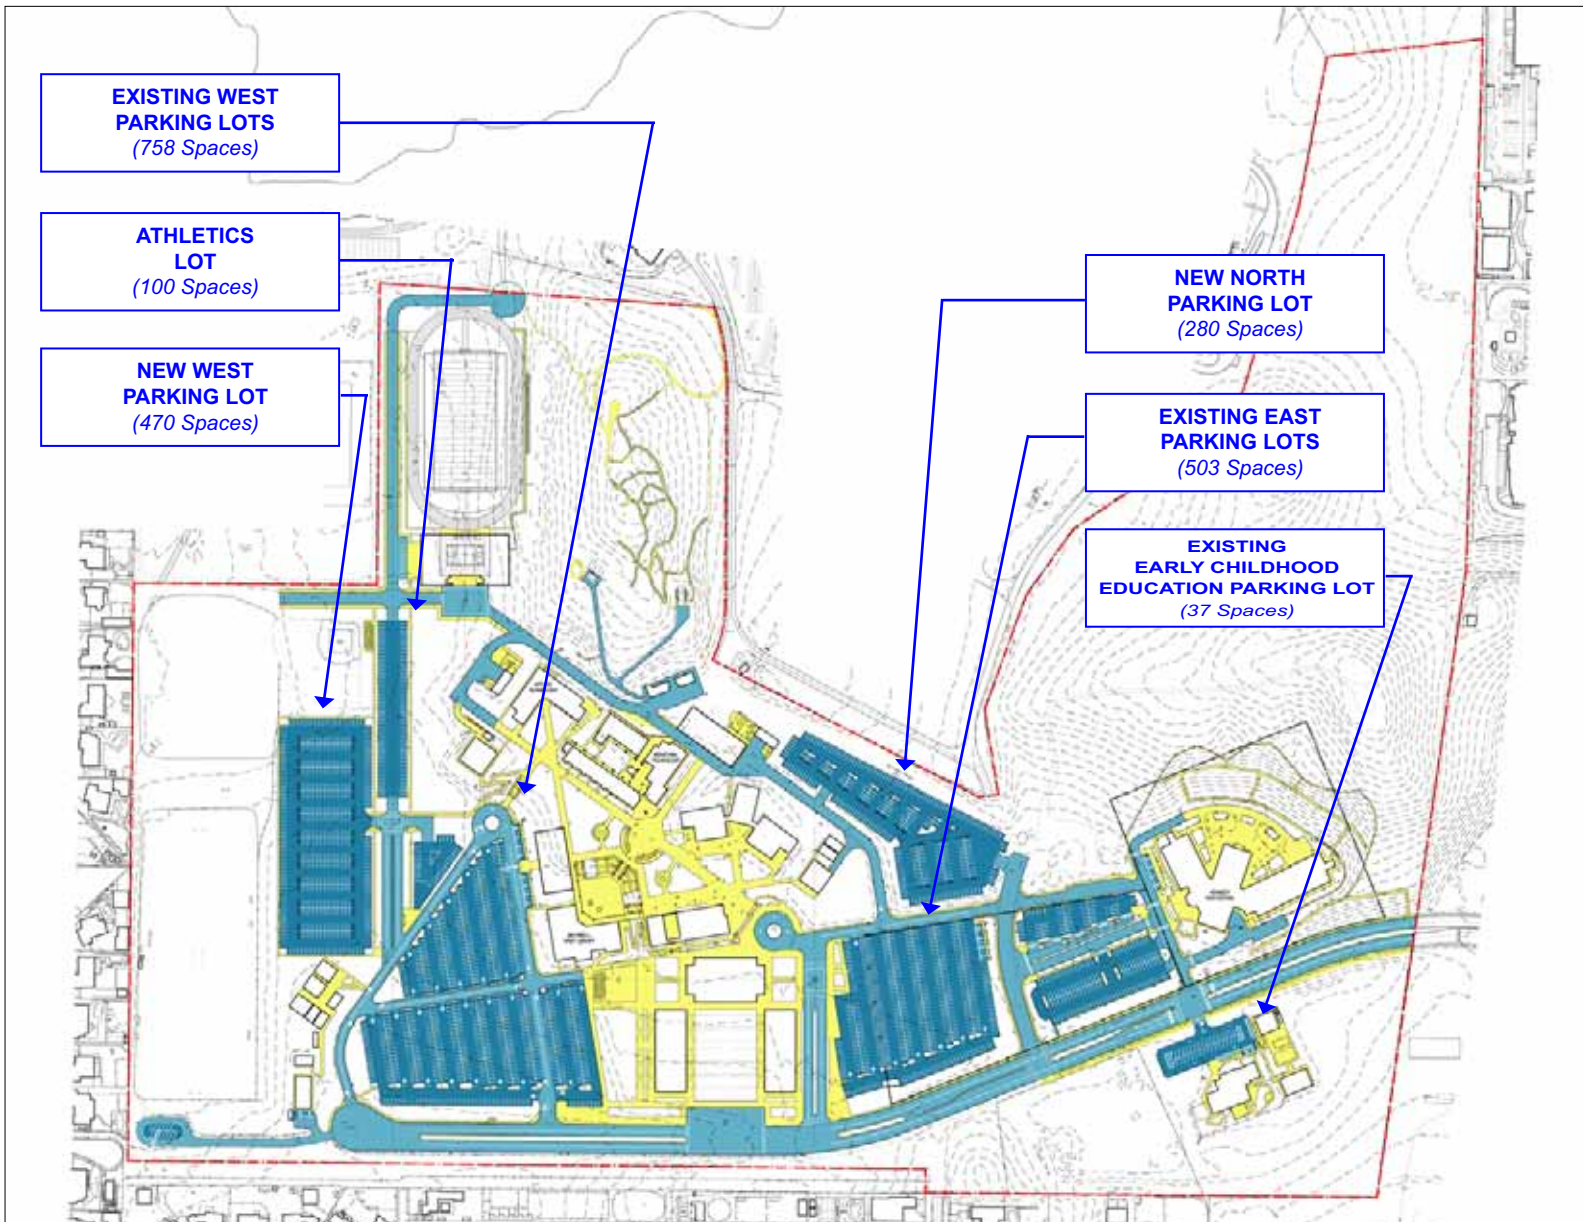 EXISTING WEST
PARKING LOTS
(758 Spaces)
ATHLETICS
LOT
(100 Spaces)
NEW WEST
PARKING LOT
(470 Spaces)
NEW NORTH
PARKING LOT
(280 Spaces)
EXISTING EAST
PARKING LOTS
(503 Spaces)
EXISTING
EARLY CHILDHOOD
EDUCATION PARKING LOT
(37 Spaces)